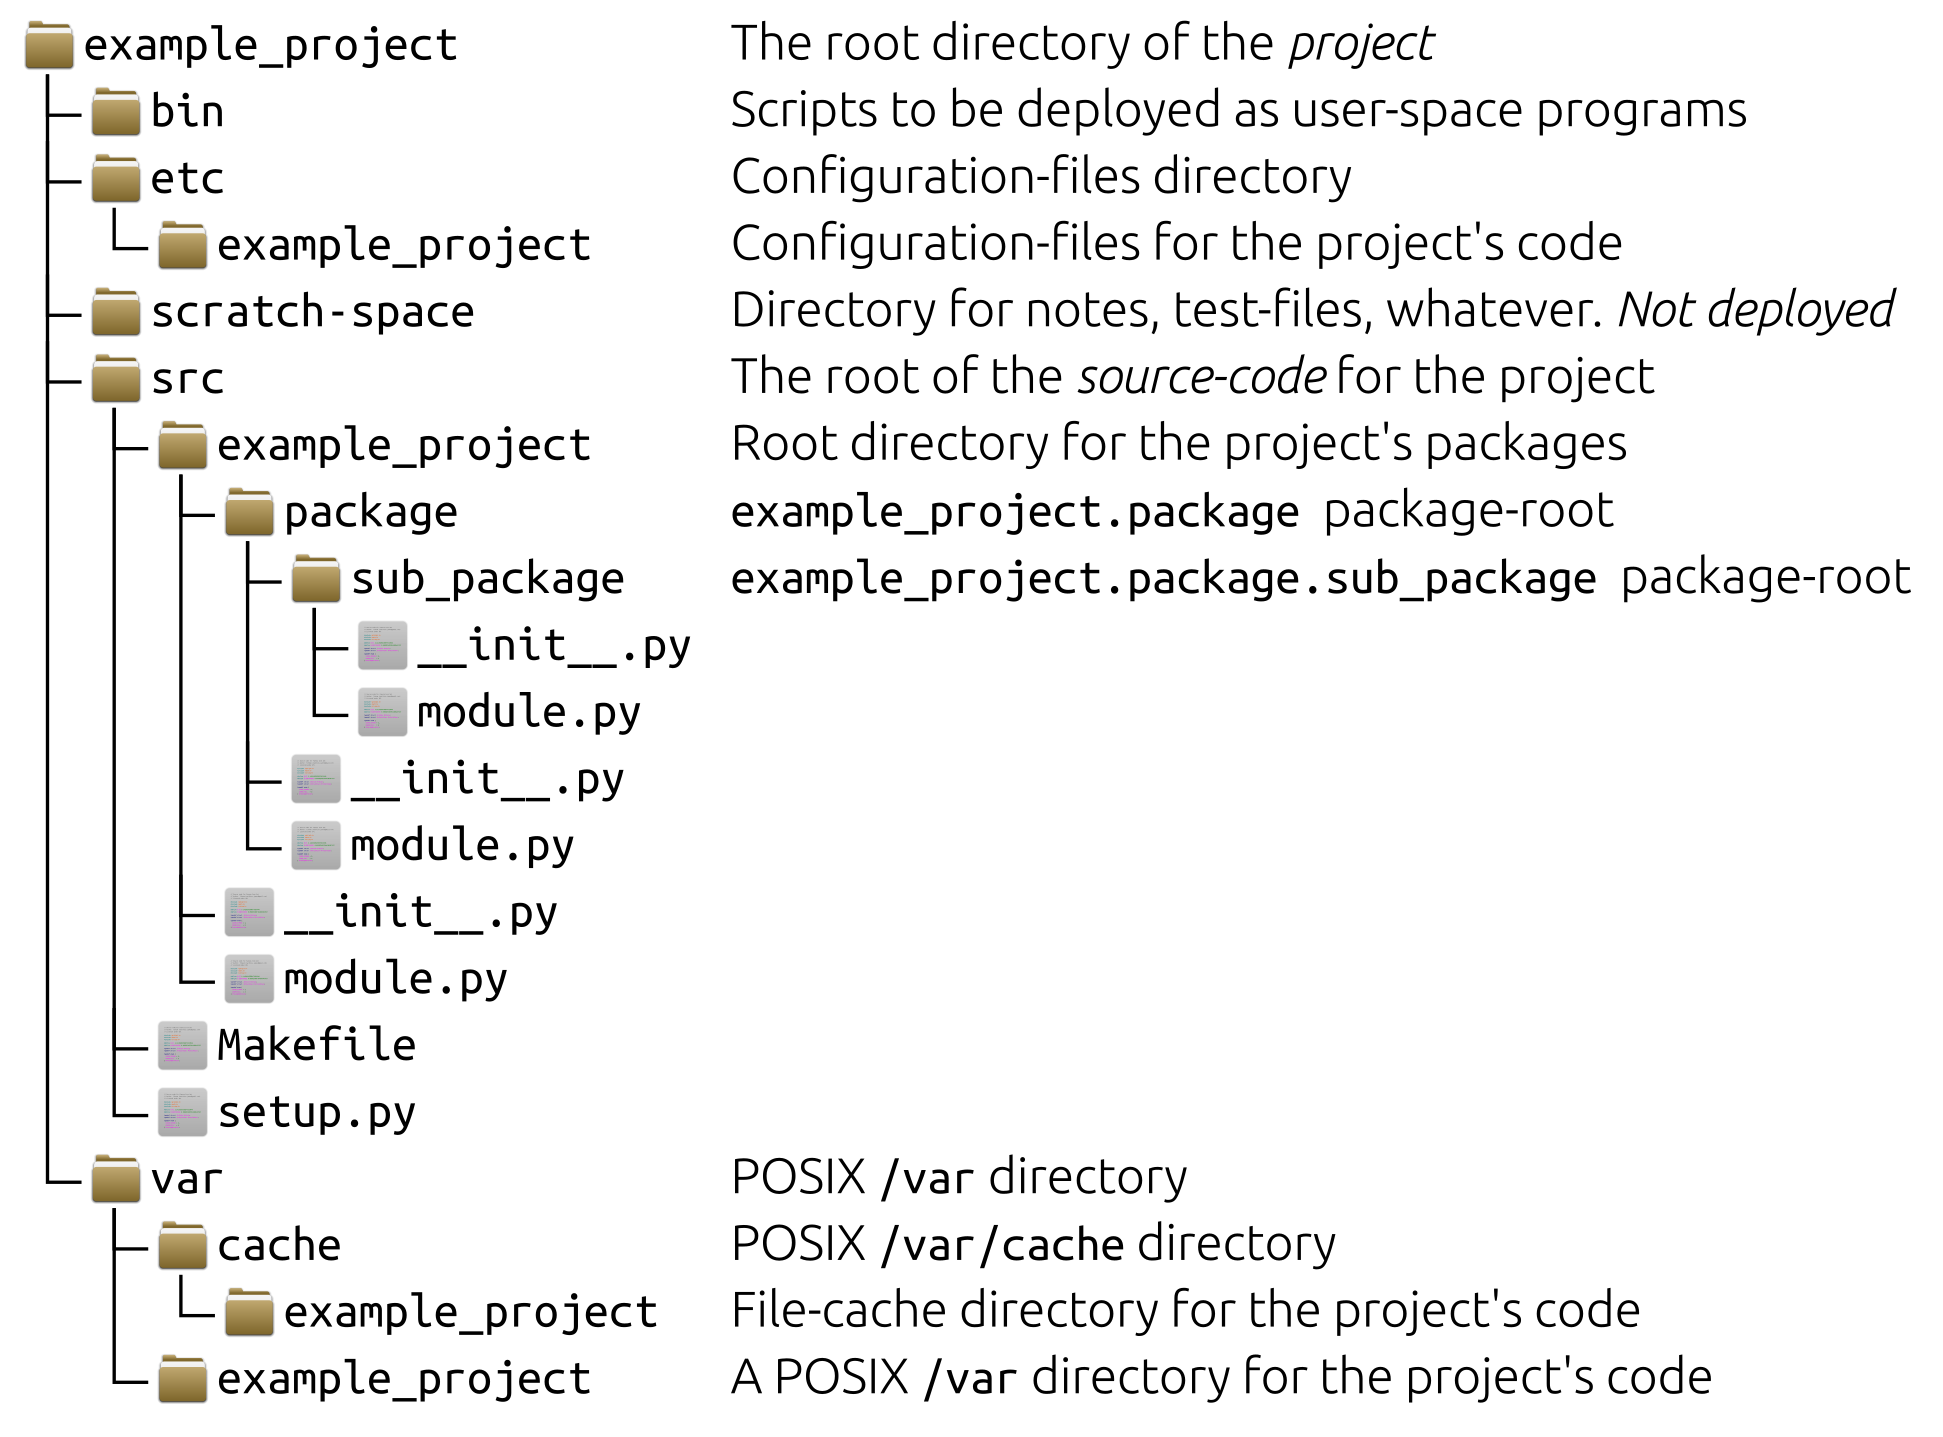 example_project The root directory of the project
bin Scripts to be deployed as user-space programs
etc Configuration-files directory
example_project Configuration-files for the project's code
scratch-space Directory for notes, test-files, whatever. Not deployed
src The root of the source-code for the project
example_project Root directory for the project's packages
package example_project.package package-root
sub_package example_project.package.sub_package package-root
__init__.py
module.py
__init__.py
module.py
__init__.py
module.py
Makefile
setup.py
var POSIX /var directory
cache POSIX /var/cache directory
example_project File-cache directory for the project's code
example_project A POSIX /var directory for the project's code